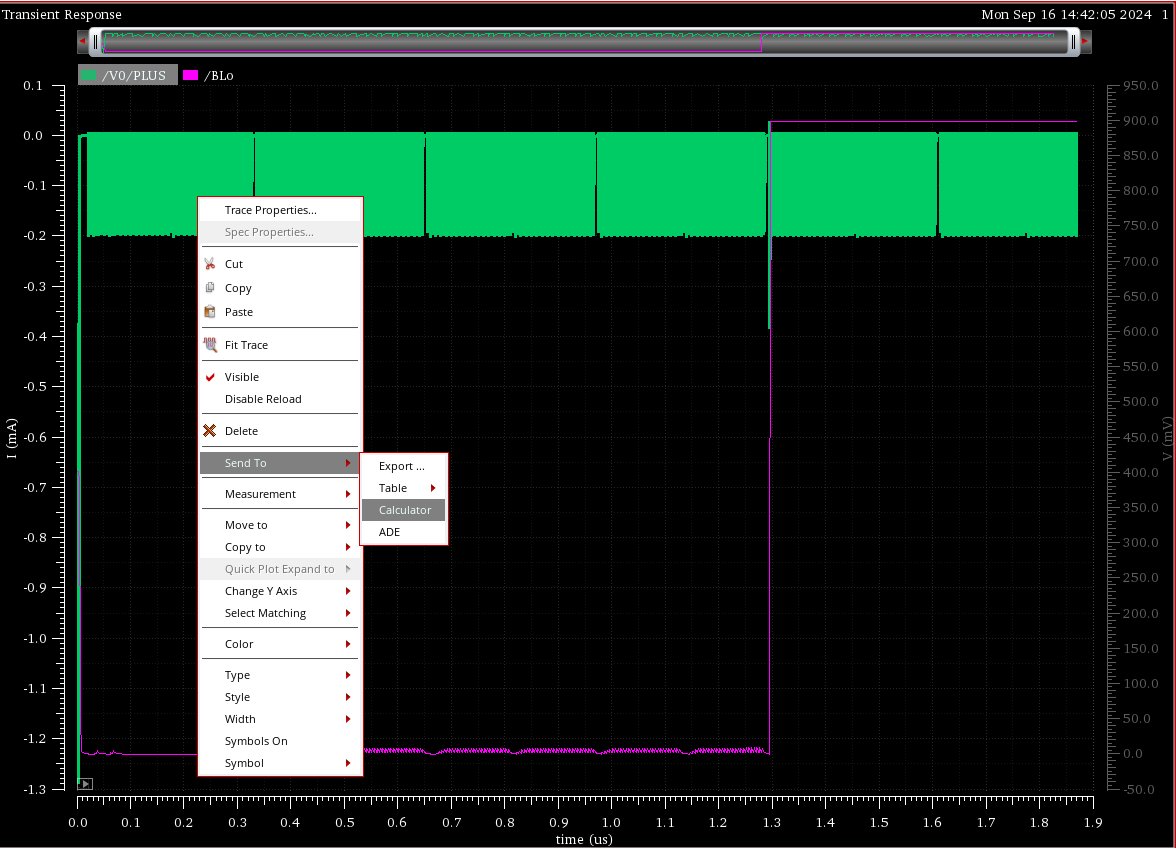 Transient Response
Mon Sep 16 14:42:05 2024 1
/V0/PLUS
/BLo
0.1
0.0
-0.1
-0.2
-0.3
-0.4
-0.5
-0.6
-0.7
-0.8
-0.9
-1.0
-1.1
-1.2
-1.3
I (mA)
Trace Properties...
Spec Properties...
Cut
Copy
Paste
Fit Trace
Visible
Disable Reload
Delete
Send To
Measurement
Move to
Copy to
Quick Plot Expand to
Change Y Axis
Select Matching
Color
Type
Style
Width
Symbols On
Symbol
Export ...
Table
Calculator
ADE
950.0
900.0
850.0
800.0
750.0
700.0
650.0
600.0
550.0
500.0
450.0
400.0
350.0
300.0
250.0
200.0
150.0
100.0
50.0
0.0
-50.0
V (mV)
0.0 0.1 0.2 0.3 0.4 0.5 0.6 0.7 0.8 0.9 1.0 1.1 1.2 1.3 1.4 1.5 1.6 1.7 1.8 1.9
time (us)